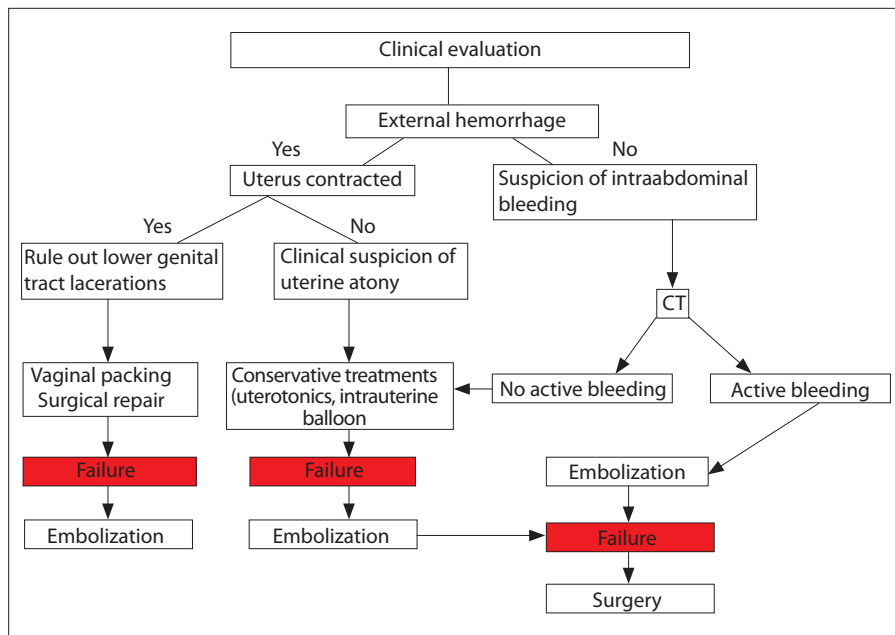 Clinical evaluation
External hemorrhage
Yes
No
Uterus contracted
Suspicion of intraabdominal
bleeding
Yes
No
Rule out lower genital
tract lacerations
Clinical suspicion of
uterine atony
CT
Vaginal packing
Surgical repair
Conservative treatments
(uterotonics, intrauterine
balloon
No active bleeding
Active bleeding
Failure
Failure
Embolization
Embolization
Embolization
Failure
Surgery